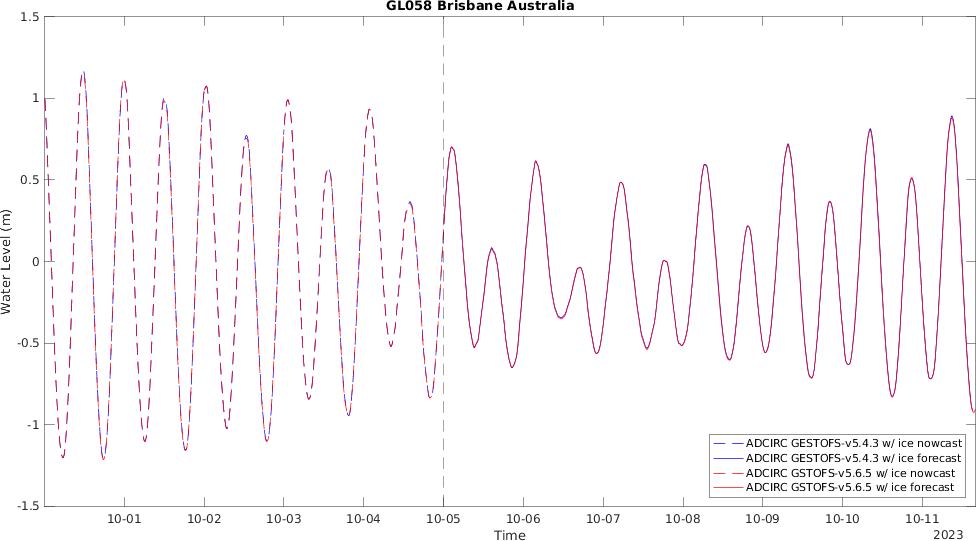 GL058 Brisbane Australia
1.5
1
0.5
0
-0.5
-1
-1.5
Water Level (m)
ADCIRC GESTOFS-v5.4.3 w/ ice nowcast
ADCIRC GESTOFS-v5.4.3 w/ ice forecast
ADCIRC GSTOFS-v5.6.5 w/ ice nowcast
ADCIRC GSTOFS-v5.6.5 w/ ice forecast
10-01 10-02 10-03 10-04 10-05 10-06 10-07 10-08 10-09 10-10 10-11
Time
2023